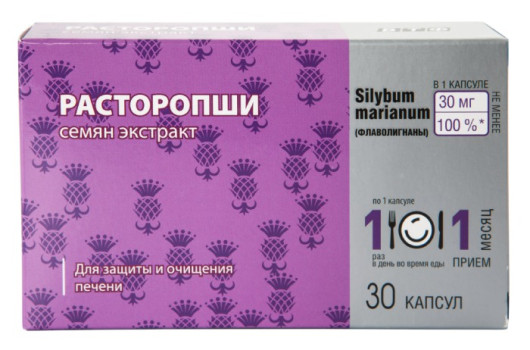 РАСТОРОПШИ
семян экстракт
Для защиты и очищения
печени
Silybum
marianum
(ФЛАВОЛИГНАНЫ)
В 1 КАПСУЛЕ
30 мг
100 %*
НЕ МЕНЕЕ
по 1 капсуле
1 1
раз
в день во время еды
ПРИЕМ
месяц
30 КАПСУЛ